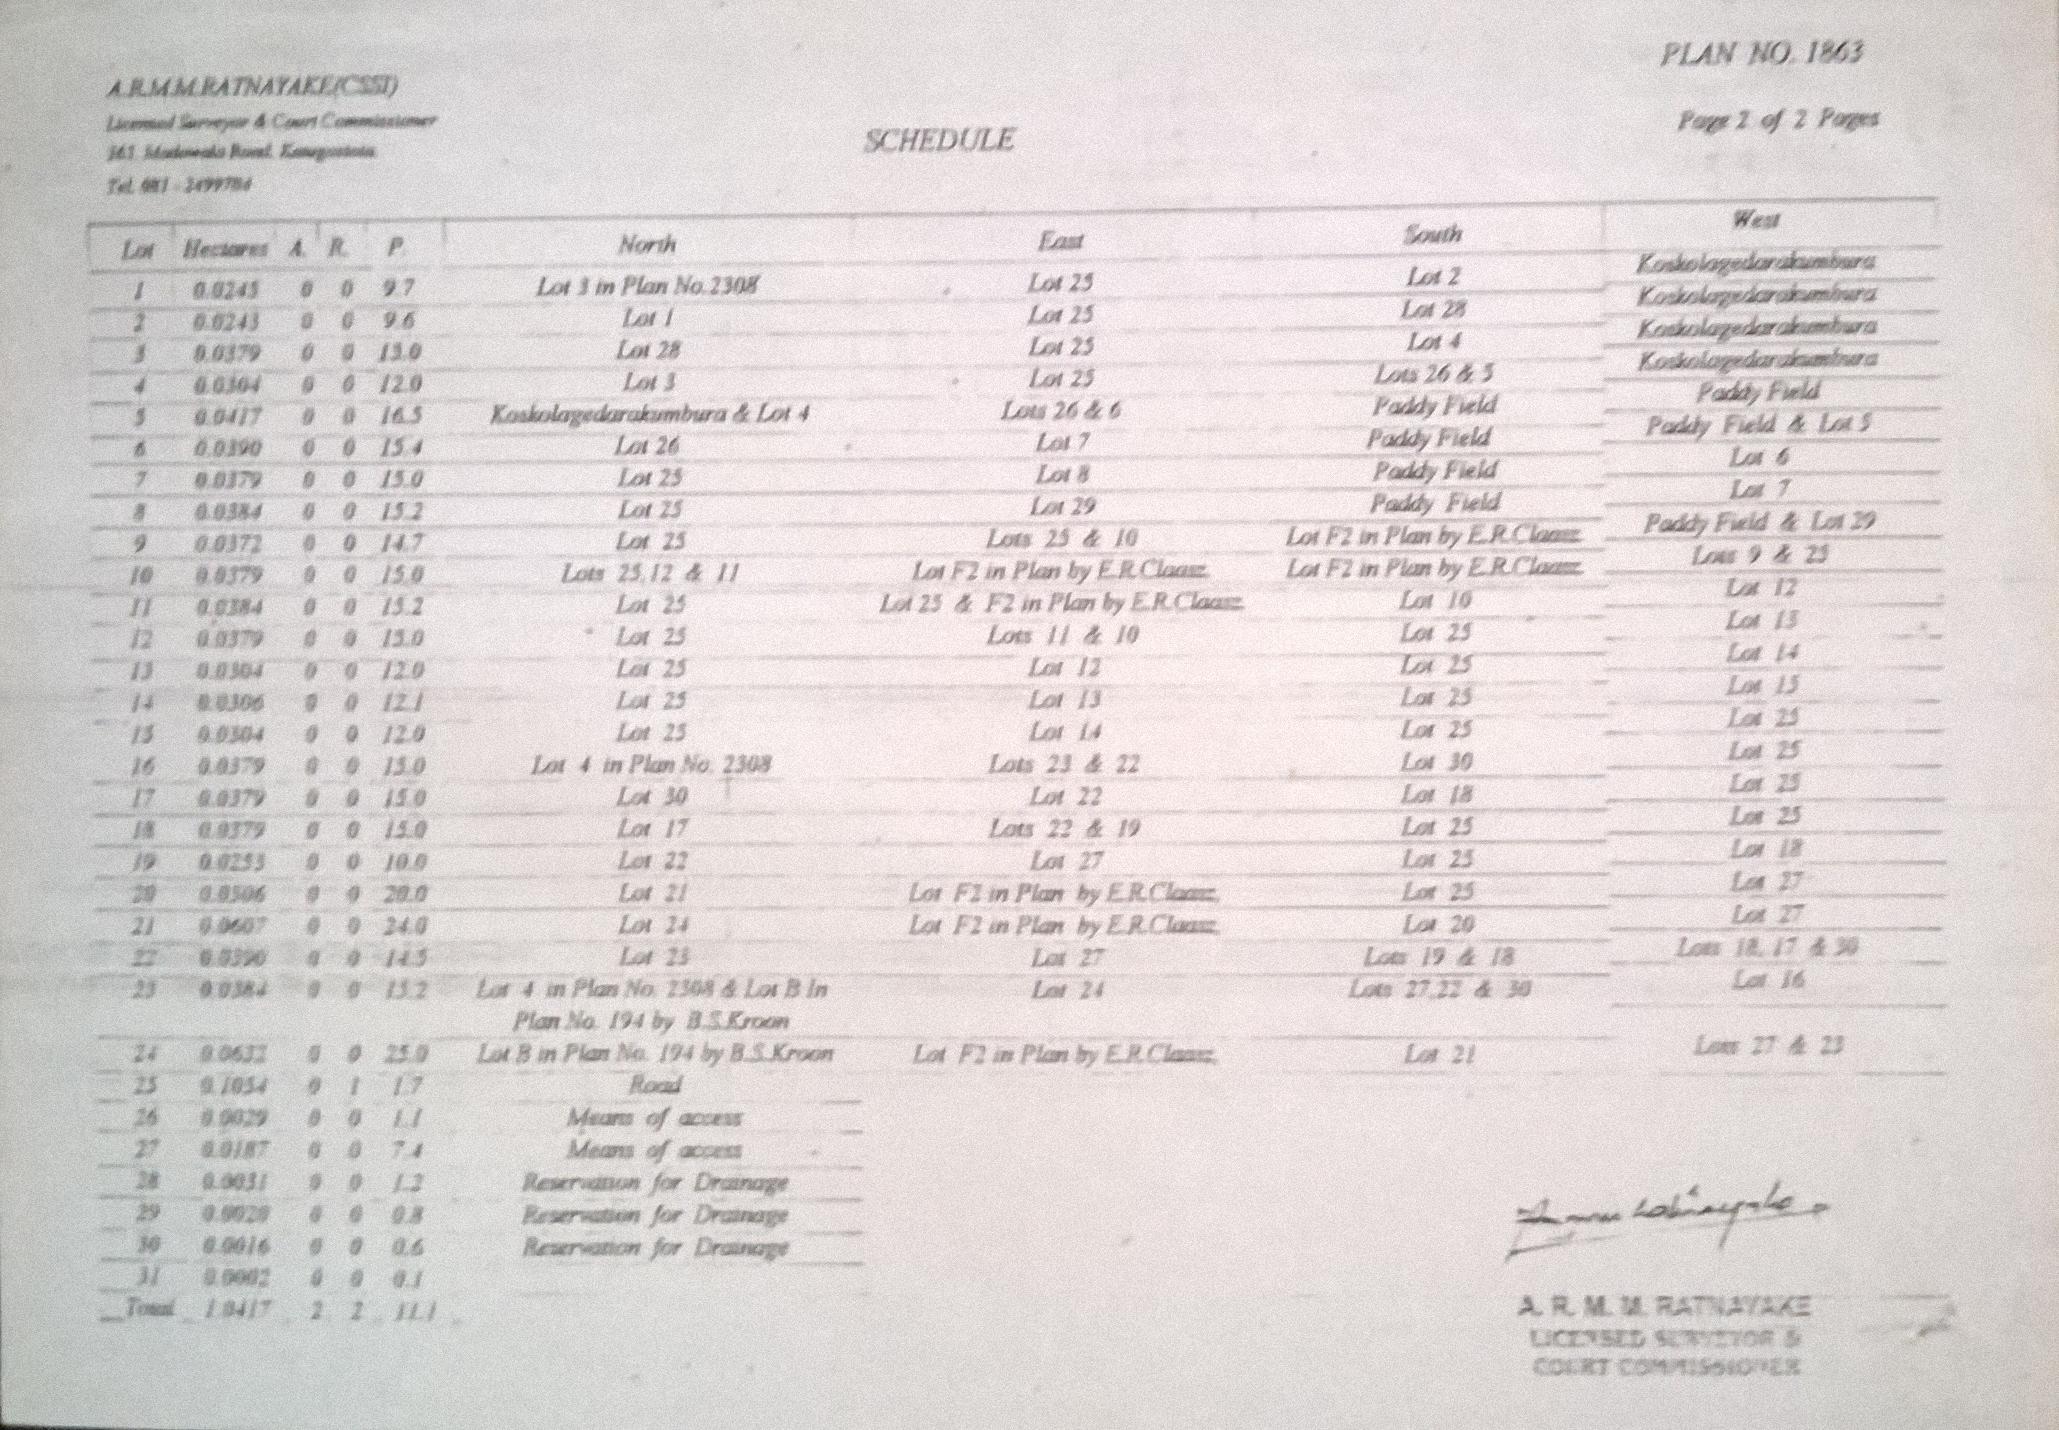 PLAN NO. 1863
A.R.M.M.RATNAYAKE(CSSI)
Licensed Surveyor & Court Commissioner
Page 2 of 2 Pages
SCHEDULE
Tel. 081 - 2499784
Lot Hectares A. R. P. North East South West
1 0.0245 0 0 9.7 Lot 3 in Plan No.2308 Lot 25 Lot 2 Koskolagedarakumbura
2 0.0243 0 0 9.6 Lot 1 Lot 25 Lot 28 Koskolagedarakumbura
3 0.0379 0 0 15.0 Lot 28 Lot 25 Lot 4 Koskolagedarakumbura
4 0.0304 0 0 12.0 Lot 3 Lot 25 Lots 26 & 5 Koskolagedarakumbura
5 0.0417 0 0 16.5 Koskolagedarakumbura & Lot 4 Lots 26 & 6 Paddy Field Paddy Field
6 0.0390 0 0 15.4 Lot 26 Lot 7 Paddy Field Paddy Field & Lot 5
7 0.0379 0 0 15.0 Lot 25 Lot 8 Paddy Field Lot 6
8 0.0384 0 0 15.2 Lot 25 Lot 29 Paddy Field Lot 7
9 0.0372 0 0 14.7 Lot 25 Lots 25 & 10 Lot F2 in Plan by E.R.Claasz. Paddy Field & Lot 29
10 0.0379 0 0 15.0 Lots 25,12 & 11 Lot F2 in Plan by E.R.Claasz. Lot F2 in Plan by E.R.Claasz. Lots 9 & 25
11 0.0384 0 0 15.2 Lot 25 Lot 25 & F2 in Plan by E.R.Claasz. Lot 10 Lot 12
12 0.0379 0 0 15.0 Lot 25 Lots 11 & 10 Lot 25 Lot 13
13 0.0304 0 0 12.0 Lot 25 Lot 12 Lot 25 Lot 14
14 0.0306 0 0 12.1 Lot 25 Lot 13 Lot 25 Lot 15
15 0.0304 0 0 12.0 Lot 25 Lot 14 Lot 25 Lot 25
16 0.0379 0 0 15.0 Lot 4 in Plan No. 2308 Lots 23 & 22 Lot 30 Lot 25
17 0.0379 0 0 15.0 Lot 30 Lot 22 Lot 18 Lot 25
18 0.0379 0 0 15.0 Lot 17 Lots 22 & 19 Lot 25 Lot 25
19 0.0253 0 0 10.0 Lot 22 Lot 27 Lot 25 Lot 18
20 0.0506 0 0 20.0 Lot 21 Lot F2 in Plan by E.R.Claasz. Lot 25 Lot 27
21 0.0607 0 0 24.0 Lot 24 Lot F2 in Plan by E.R.Claasz. Lot 20 Lot 27
22 0.0390 0 0 14.5 Lot 23 Lot 27 Lots 19 & 18 Lots 18, 17 & 30
23 0.0384 0 0 15.2 Lot 4 in Plan No. 2308 & Lot B In Lot 24 Lots 27,22 & 30 Lot 16
Plan No. 194 by B.S.Kroon
24 0.0632 0 0 25.0 Lot B in Plan No. 194 by B.S.Kroon Lot F2 in Plan by E.R.Claasz. Lot 21 Lots 27 & 23
25 0.1054 0 1 1.7 Road
26 0.0029 0 0 1.1 Means of access
27 0.0187 0 0 7.4 Means of access
28 0.0031 0 0 1.2 Reservation for Drainage
29 0.0020 0 0 0.8 Reservation for Drainage
30 0.0016 0 0 0.6 Reservation for Drainage
31 0.0002 0 0 0.1
Total 1.0417 2 2 11.1
A. R. M. M. RATNAYAKE
LICENSED SURVEYOR &
COURT COMMISSIONER